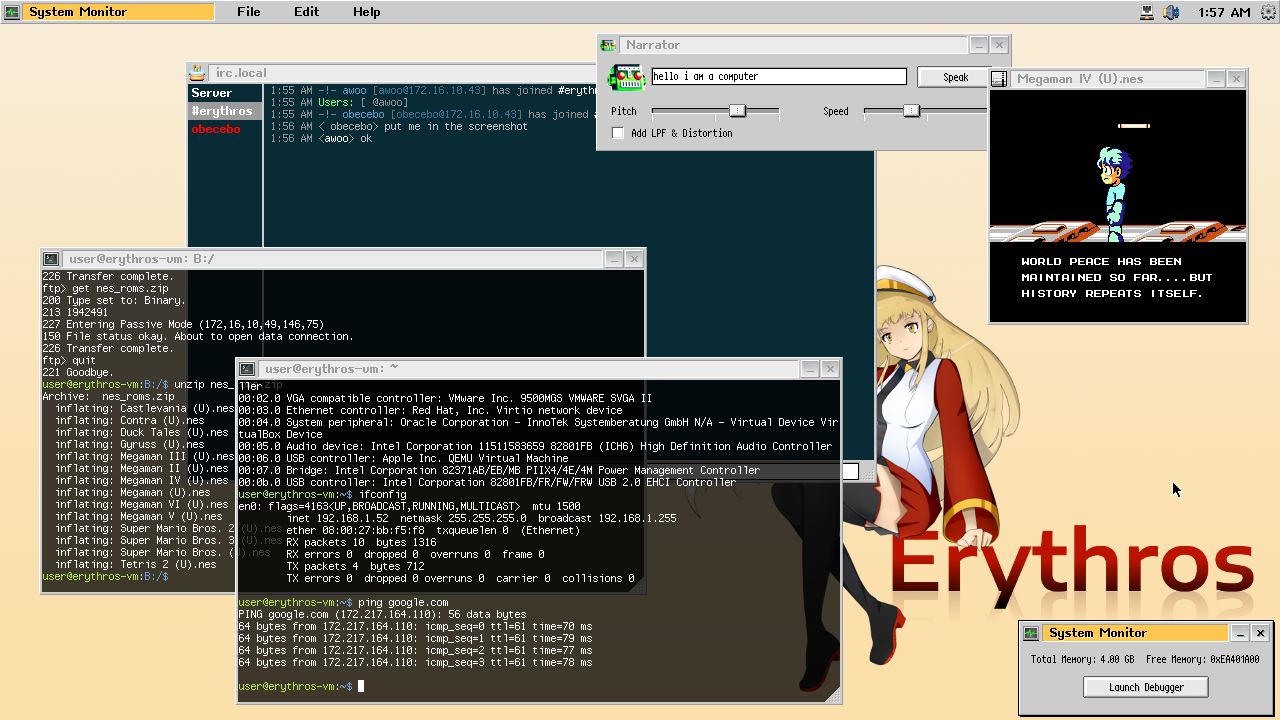 System Monitor File Edit Help 1:57 AM
Narrator
hello i am a computer
Speak
Pitch Speed
Add LPF & Distortion
irc.local
Server
#erythros
obecebo
1:55 AM -!- awoo [awoo@172.16.10.43] has joined #eryth
1:55 AM Users: [ @awoo]
1:55 AM -!- obecebo [obecebo@172.16.10.43] has joined #
1:56 AM < obecebo> put me in the screenshot
1:56 AM <awoo> ok
Megaman IV (U).nes
WORLD PEACE HAS BEEN
MAINTAINED SO FAR....BUT
HISTORY REPEATS ITSELF.
user@erythros-vm: B:/
226 Transfer complete.
ftp> get nes_roms.zip
200 Type set to: Binary.
213 1942491
227 Entering Passive Mode (172,16,10,49,146,75)
150 File status okay. About to open data connection.
226 Transfer complete.
ftp> quit
221 Goodbye.
user@erythros-vm:B:/$ unzip nes_roms.zip
Archive:  nes_roms.zip
inflating: Castlevania (U).nes
inflating: Contra (U).nes
inflating: Duck Tales (U).nes
inflating: Gyruss (U).nes
inflating: Megaman III (U).nes
inflating: Megaman II (U).nes
inflating: Megaman IV (U).nes
inflating: Megaman (U).nes
inflating: Megaman VI (U).nes
inflating: Megaman V (U).nes
inflating: Super Mario Bros. 2 (U).nes
inflating: Super Mario Bros. 3 (U).nes
inflating: Super Mario Bros. (U).nes
inflating: Tetris 2 (U).nes
user@erythros-vm:B:/$
user@erythros-vm: ~
ller
00:02.0 VGA compatible controller: VMware Inc. 9500MGS VMWARE SVGA II
00:03.0 Ethernet controller: Red Hat, Inc. Virtio network device
00:04.0 System peripheral: Oracle Corporation - InnoTek Systemberatung GmbH N/A - Virtual Device Vir
tualBox Device
00:05.0 Audio device: Intel Corporation 11511583659 82801FB (ICH6) High Definition Audio Controller
00:06.0 USB controller: Apple Inc. QEMU Virtual Machine
00:07.0 Bridge: Intel Corporation 82371AB/EB/MB PIIX4/4E/4M Power Management Controller
00:0b.0 USB controller: Intel Corporation 82801FB/FR/FW/FRW USB 2.0 EHCI Controller
user@erythros-vm:~$ ifconfig
en0: flags=4163<UP,BROADCAST,RUNNING,MULTICAST>  mtu 1500
inet 192.168.1.52  netmask 255.255.255.0  broadcast 192.168.1.255
ether 08:00:27:bb:f5:f8  txqueuelen 0  (Ethernet)
RX packets 10  bytes 1316
RX errors 0  dropped 0  overruns 0  frame 0
TX packets 4  bytes 712
TX errors 0  dropped 0 overruns 0  carrier 0  collisions 0
user@erythros-vm:~$ ping google.com
PING google.com (172.217.164.110): 56 data bytes
64 bytes from 172.217.164.110: icmp_seq=0 ttl=61 time=70 ms
64 bytes from 172.217.164.110: icmp_seq=1 ttl=61 time=79 ms
64 bytes from 172.217.164.110: icmp_seq=2 ttl=61 time=77 ms
64 bytes from 172.217.164.110: icmp_seq=3 ttl=61 time=78 ms
user@erythros-vm:~$
Erythros
System Monitor
Total Memory: 4.00 GB Free Memory: 0xEA401A00
Launch Debugger